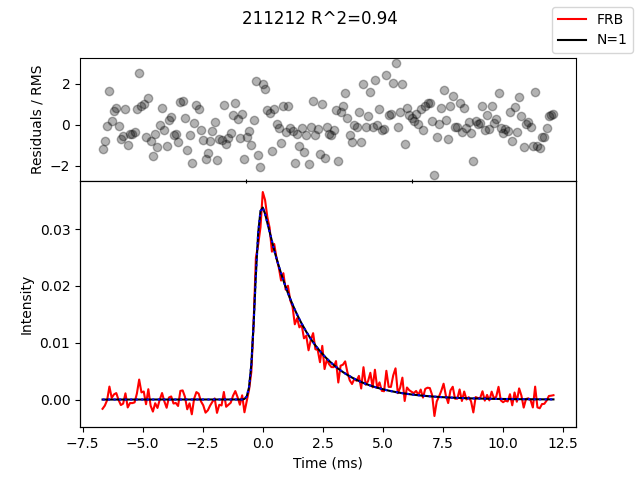 211212 R^2=0.94
FRB
N=1
Residuals / RMS
2
0
−2
Intensity
0.03
0.02
0.01
0.00
−7.5 −5.0 −2.5 0.0 2.5 5.0 7.5 10.0 12.5
Time (ms)